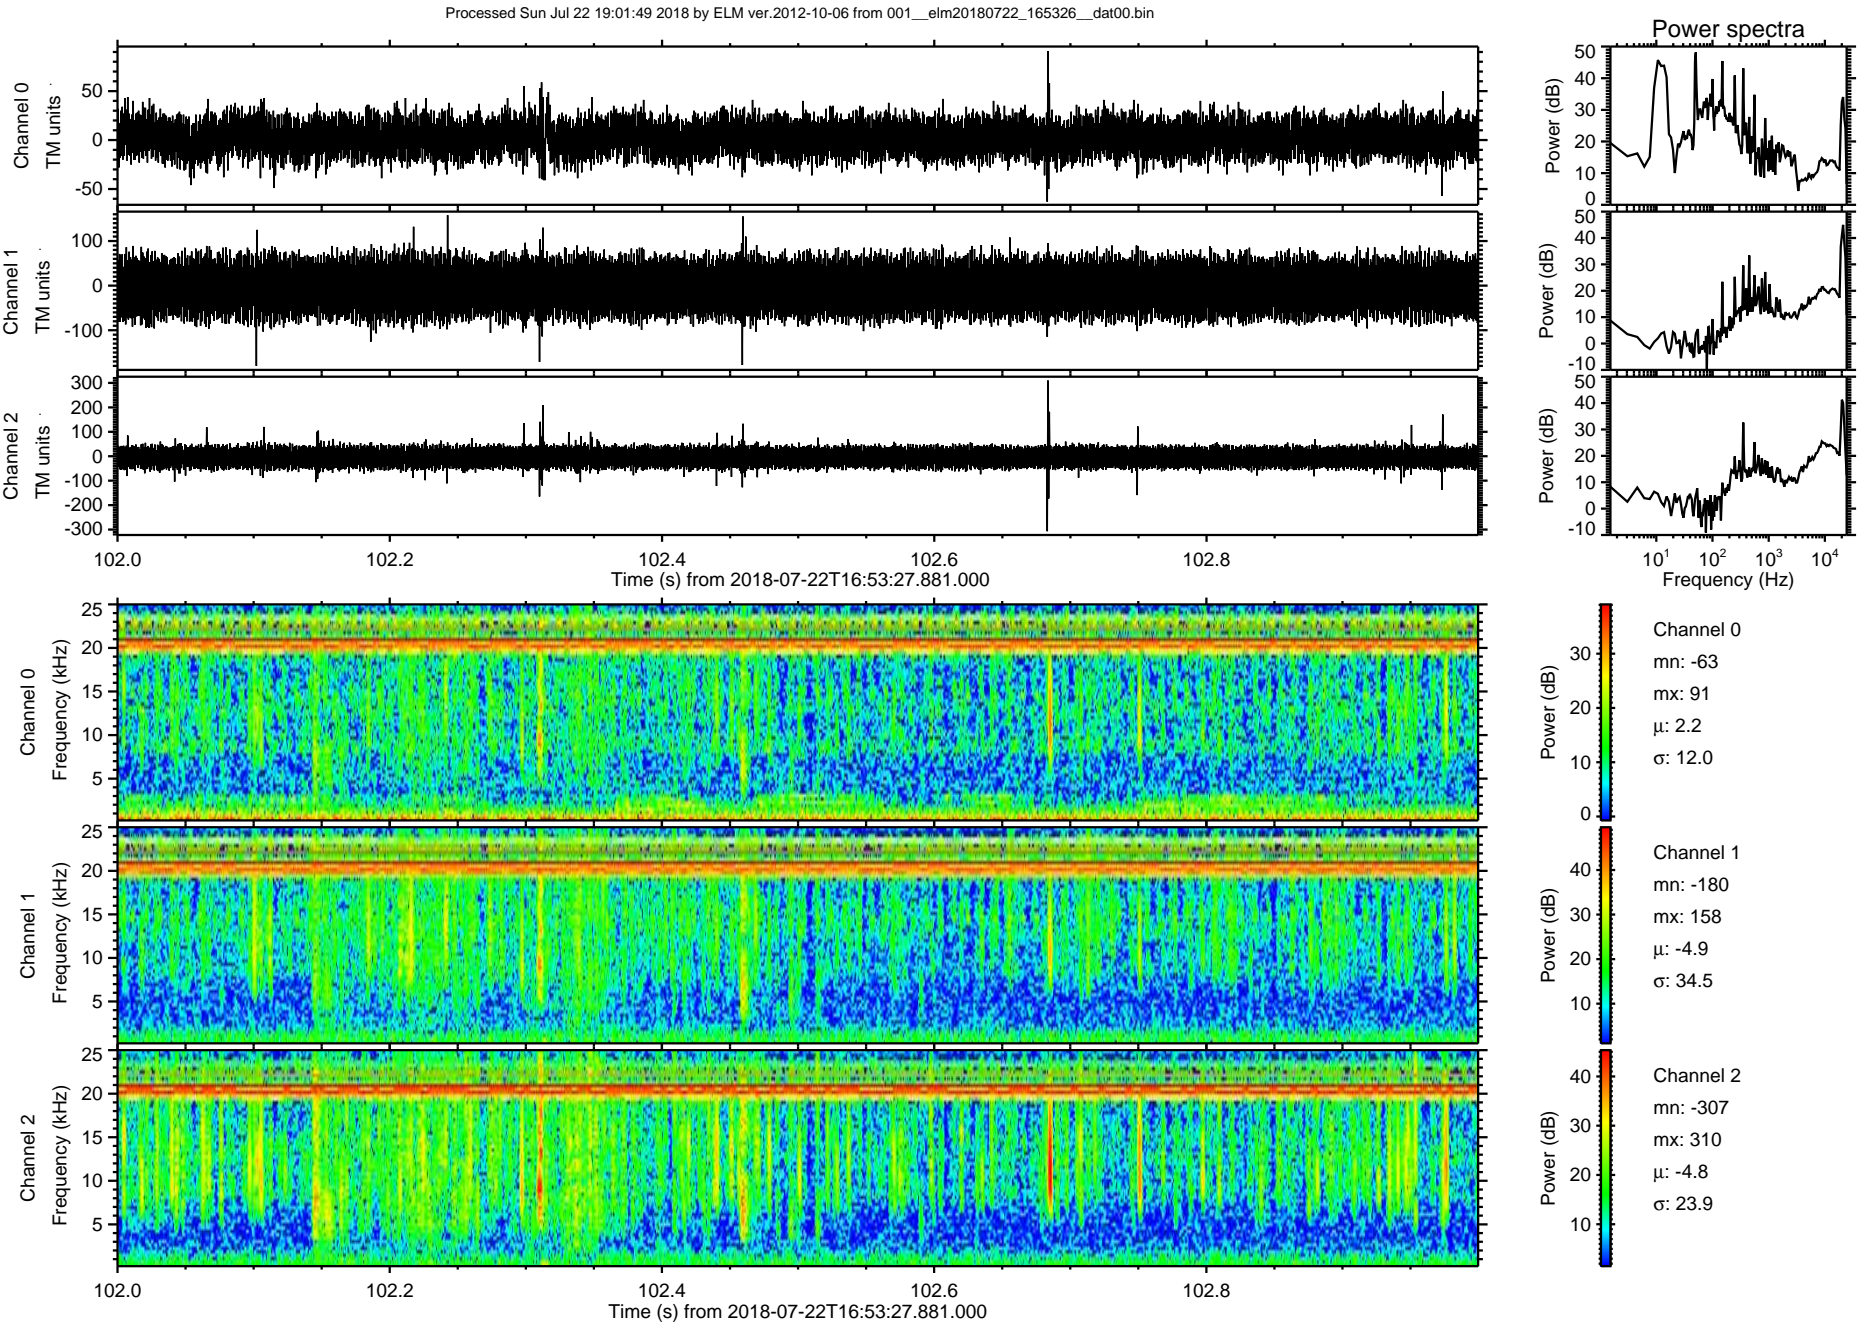 Processed Sun Jul 22 19:01:49 2018 by ELM ver.2012-10-06 from 001__elm20180722_165326__dat00.bin
Power spectra
Channel 0
TM units
50
0
-50
Power (dB)
50
40
30
20
10
0
Channel 1
TM units
100
0
-100
Power (dB)
50
40
30
20
10
0
-10
Channel 2
TM units
300
200
100
0
-100
-200
-300
Power (dB)
50
40
30
20
10
0
-10
102.0 102.2 102.4 102.6 102.8
Time (s) from 2018-07-22T16:53:27.881.000
10^1 10^2 10^3 10^4
Frequency (Hz)
Channel 0
Frequency (kHz)
25
20
15
10
5
Power (dB)
30
20
10
0
Channel 0
mn: -63
mx: 91
μ: 2.2
σ: 12.0
Channel 1
Frequency (kHz)
25
20
15
10
5
Power (dB)
40
30
20
10
Channel 1
mn: -180
mx: 158
μ: -4.9
σ: 34.5
Channel 2
Frequency (kHz)
25
20
15
10
5
Power (dB)
40
30
20
10
Channel 2
mn: -307
mx: 310
μ: -4.8
σ: 23.9
102.0 102.2 102.4 102.6 102.8
Time (s) from 2018-07-22T16:53:27.881.000